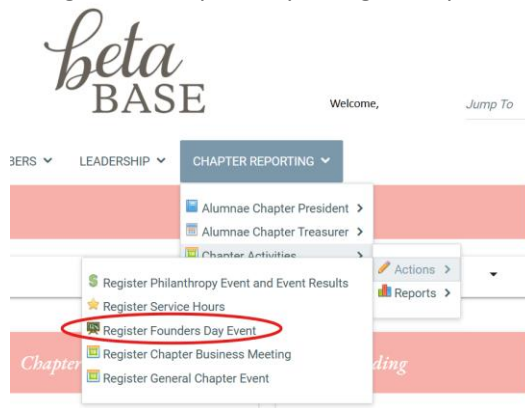 beta
BASE
Welcome,
Jump To
BERS
LEADERSHIP
CHAPTER REPORTING
Alumnae Chapter President
Alumnae Chapter Treasurer
Chapter Activities
Actions
Reports
Register Philanthropy Event and Event Results
Register Service Hours
Register Founders Day Event
Register Chapter Business Meeting
Register General Chapter Event
Chapter
ding